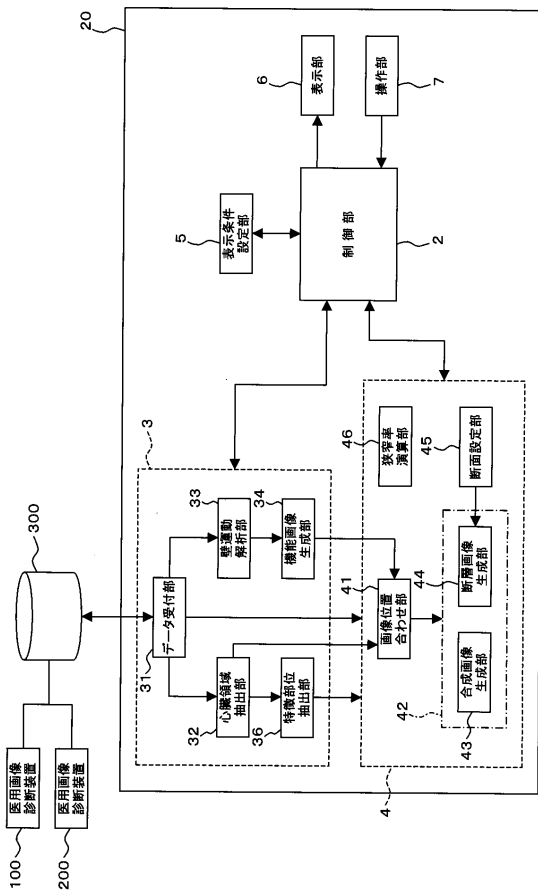 100
医用画像
診断装置
200
医用画像
診断装置
300
20
3
31
データ受付部
32
心臓領域
抽出部
33
壁運動
解析部
34
機能画像
生成部
36
特徴部位
抽出部
4
41
画像位置
合わせ部
42
43
合成画像
生成部
44
断層画像
生成部
45
断面設定部
46
狭窄率
演算部
5
表示条件
設定部
2
制御部
6
表示部
7
操作部